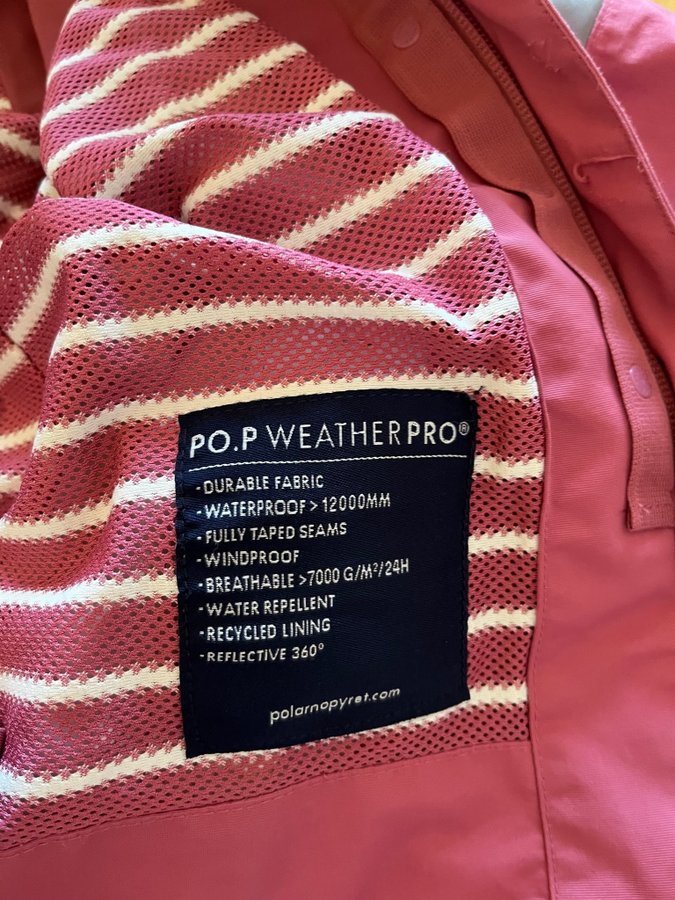 PO.P WEATHERPRO®
-DURABLE FABRIC
-WATERPROOF > 12000MM
-FULLY TAPED SEAMS
-WINDPROOF
-BREATHABLE >7000 G/M²/24H
-WATER REPELLENT
-RECYCLED LINING
-REFLECTIVE 360°
polarnopyret.com